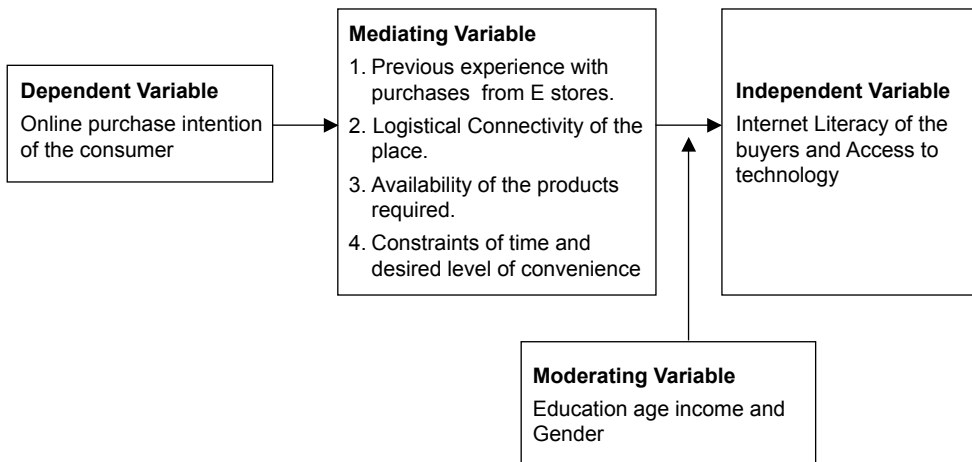 Dependent Variable
Online purchase intention
of the consumer
Mediating Variable
1. Previous experience with
purchases from E stores.
2. Logistical Connectivity of the
place.
3. Availability of the products
required.
4. Constraints of time and
desired level of convenience
Independent Variable
Internet Literacy of the
buyers and Access to
technology
Moderating Variable
Education age income and
Gender